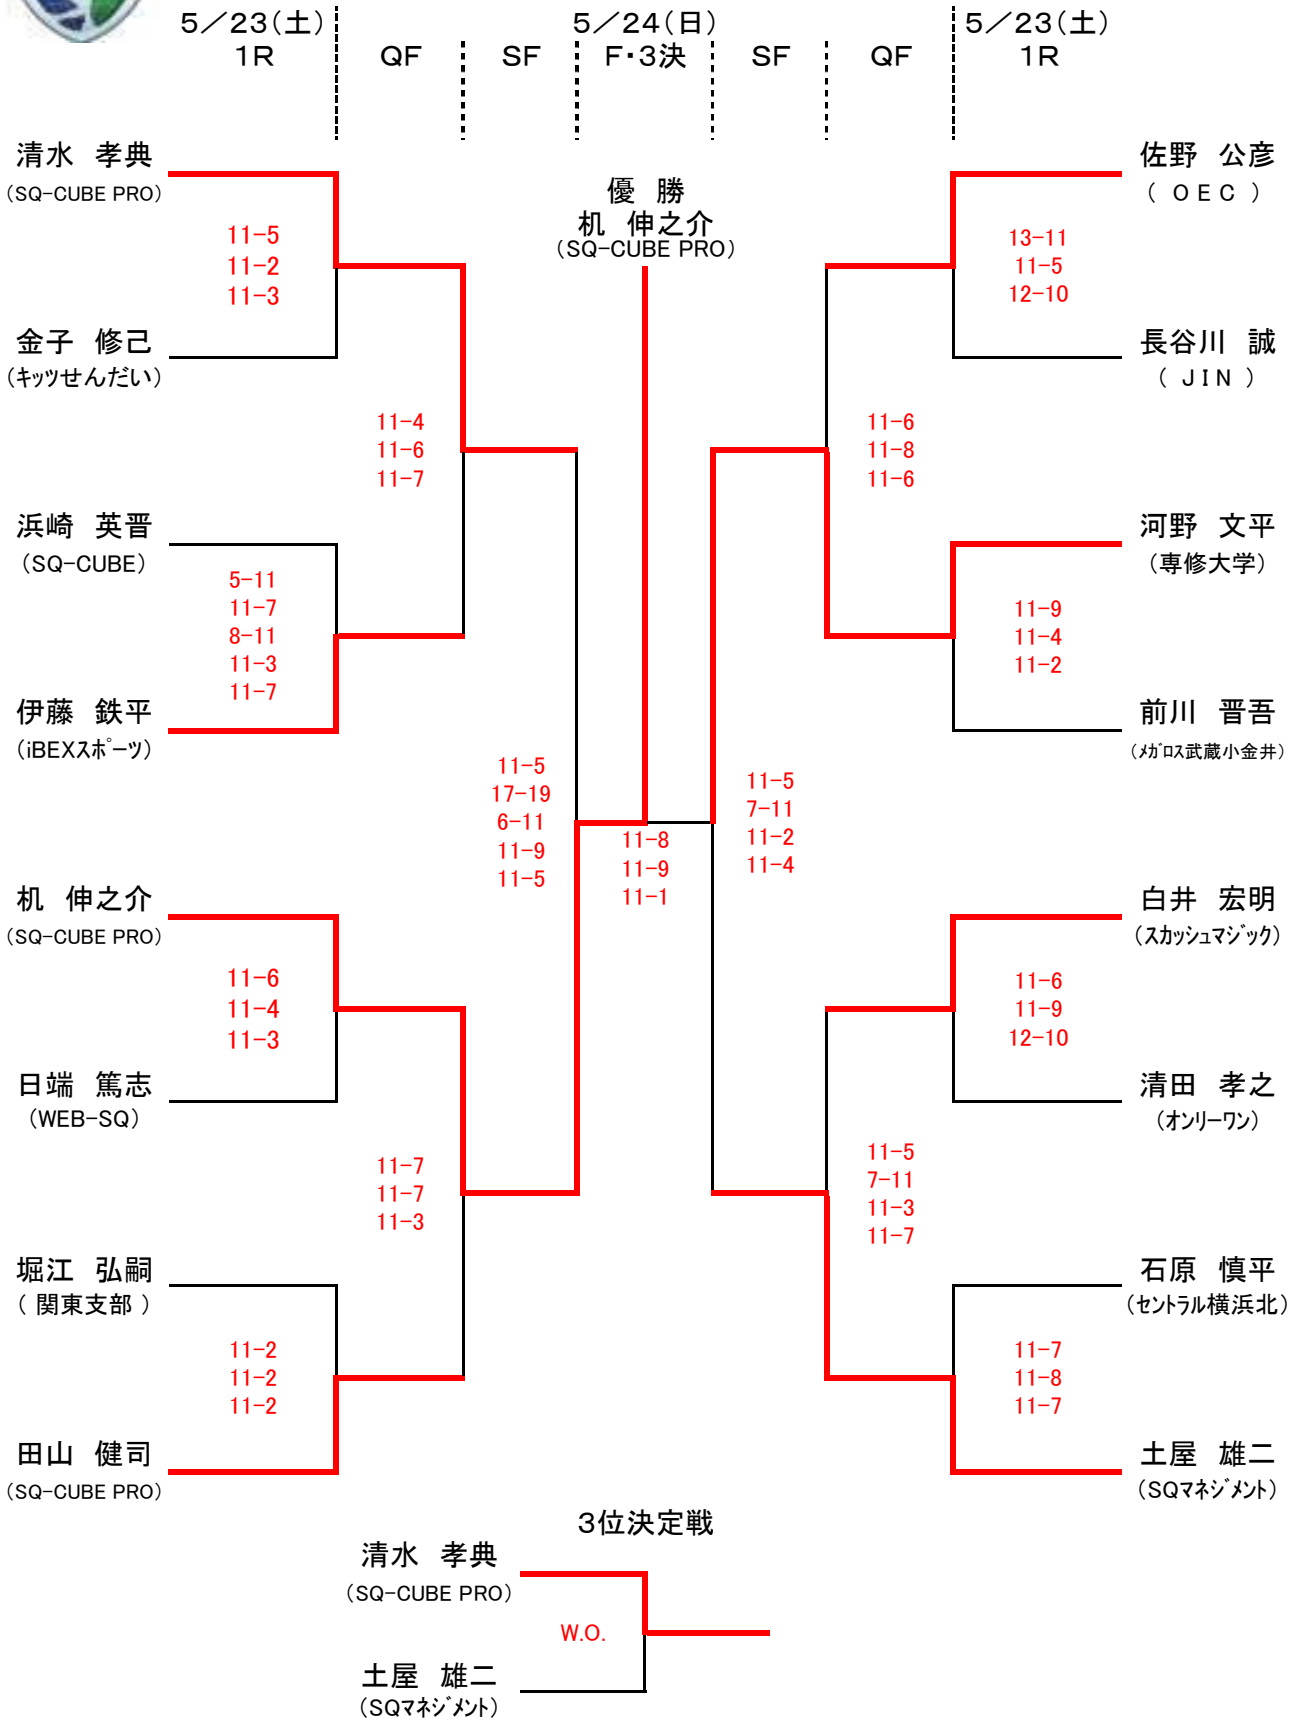 5／23(土) 5／24(日) 5／23(土)
1R QF SF F・3決 SF QF 1R
優 勝
机 伸之介
(SQ-CUBE PRO)
清水 孝典
(SQ-CUBE PRO)
11-5
11-2
11-3
金子 修己
(キッツせんだい)
11-4
11-6
11-7
浜崎 英晋
(SQ-CUBE)
5-11
11-7
8-11
11-3
11-7
伊藤 鉄平
(iBEXスポーツ)
11-5
17-19
6-11
11-9
11-5
机 伸之介
(SQ-CUBE PRO)
11-6
11-4
11-3
日端 篤志
(WEB-SQ)
11-7
11-7
11-3
堀江 弘嗣
( 関東支部 )
11-2
11-2
11-2
田山 健司
(SQ-CUBE PRO)
11-8
11-9
11-1
佐野 公彦
( OEC )
13-11
11-5
12-10
長谷川 誠
( JIN )
11-6
11-8
11-6
河野 文平
(専修大学)
11-9
11-4
11-2
前川 晋吾
(メガロス武蔵小金井)
11-5
7-11
11-2
11-4
白井 宏明
(スカッシュマジック)
11-6
11-9
12-10
清田 孝之
(オンリーワン)
11-5
7-11
11-3
11-7
石原 慎平
(セントラル横浜北)
11-7
11-8
11-7
土屋 雄二
(SQマネジメント)
3位決定戦
清水 孝典
(SQ-CUBE PRO)
W.O.
土屋 雄二
(SQマネジメント)